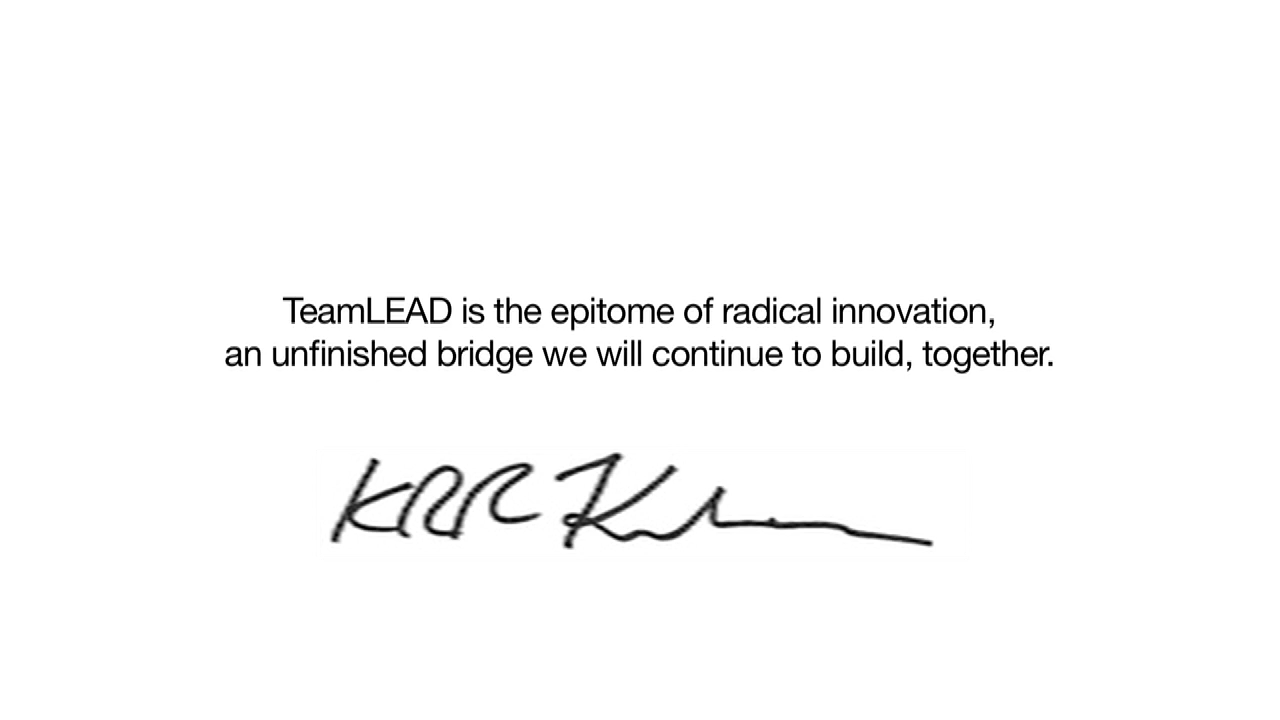 TeamLEAD is the epitome of radical innovation,
an unfinished bridge we will continue to build, together.